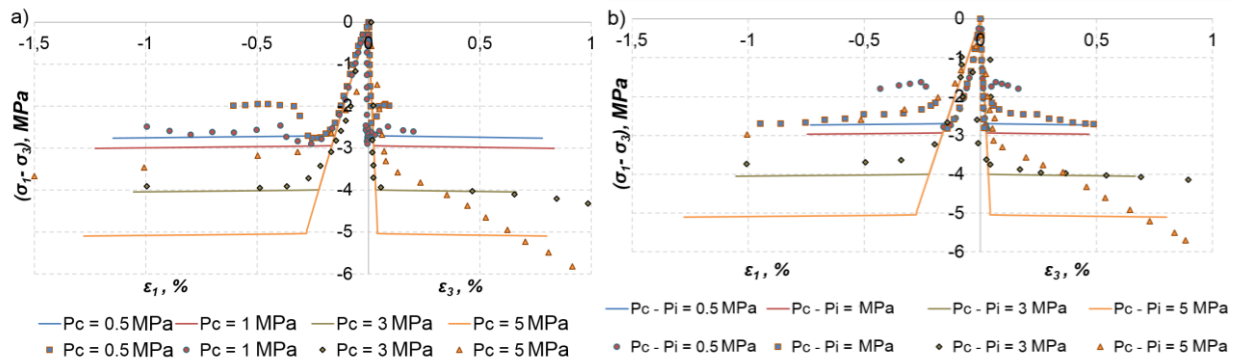 a)
(σ₁- σ₃), MPa
-1,5 -1 -0,5 0 0,5 1
0
-1
-2
-3
-4
-5
-6
ε₁, % ε₃, %
Pc = 0.5 MPa Pc = 1 MPa Pc = 3 MPa Pc = 5 MPa
Pc = 0.5 MPa Pc = 1 MPa Pc = 3 MPa Pc = 5 MPa
b)
(σ₁- σ₃), MPa
-1,5 -1 -0,5 0 0,5 1
0
-1
-2
-3
-4
-5
-6
ε₁, % ε₃, %
Pc - Pi = 0.5 MPa Pc - Pi = MPa Pc - Pi = 3 MPa Pc - Pi = 5 MPa
Pc - Pi = 0.5 MPa Pc - Pi = MPa Pc - Pi = 3 MPa Pc - Pi = 5 MPa